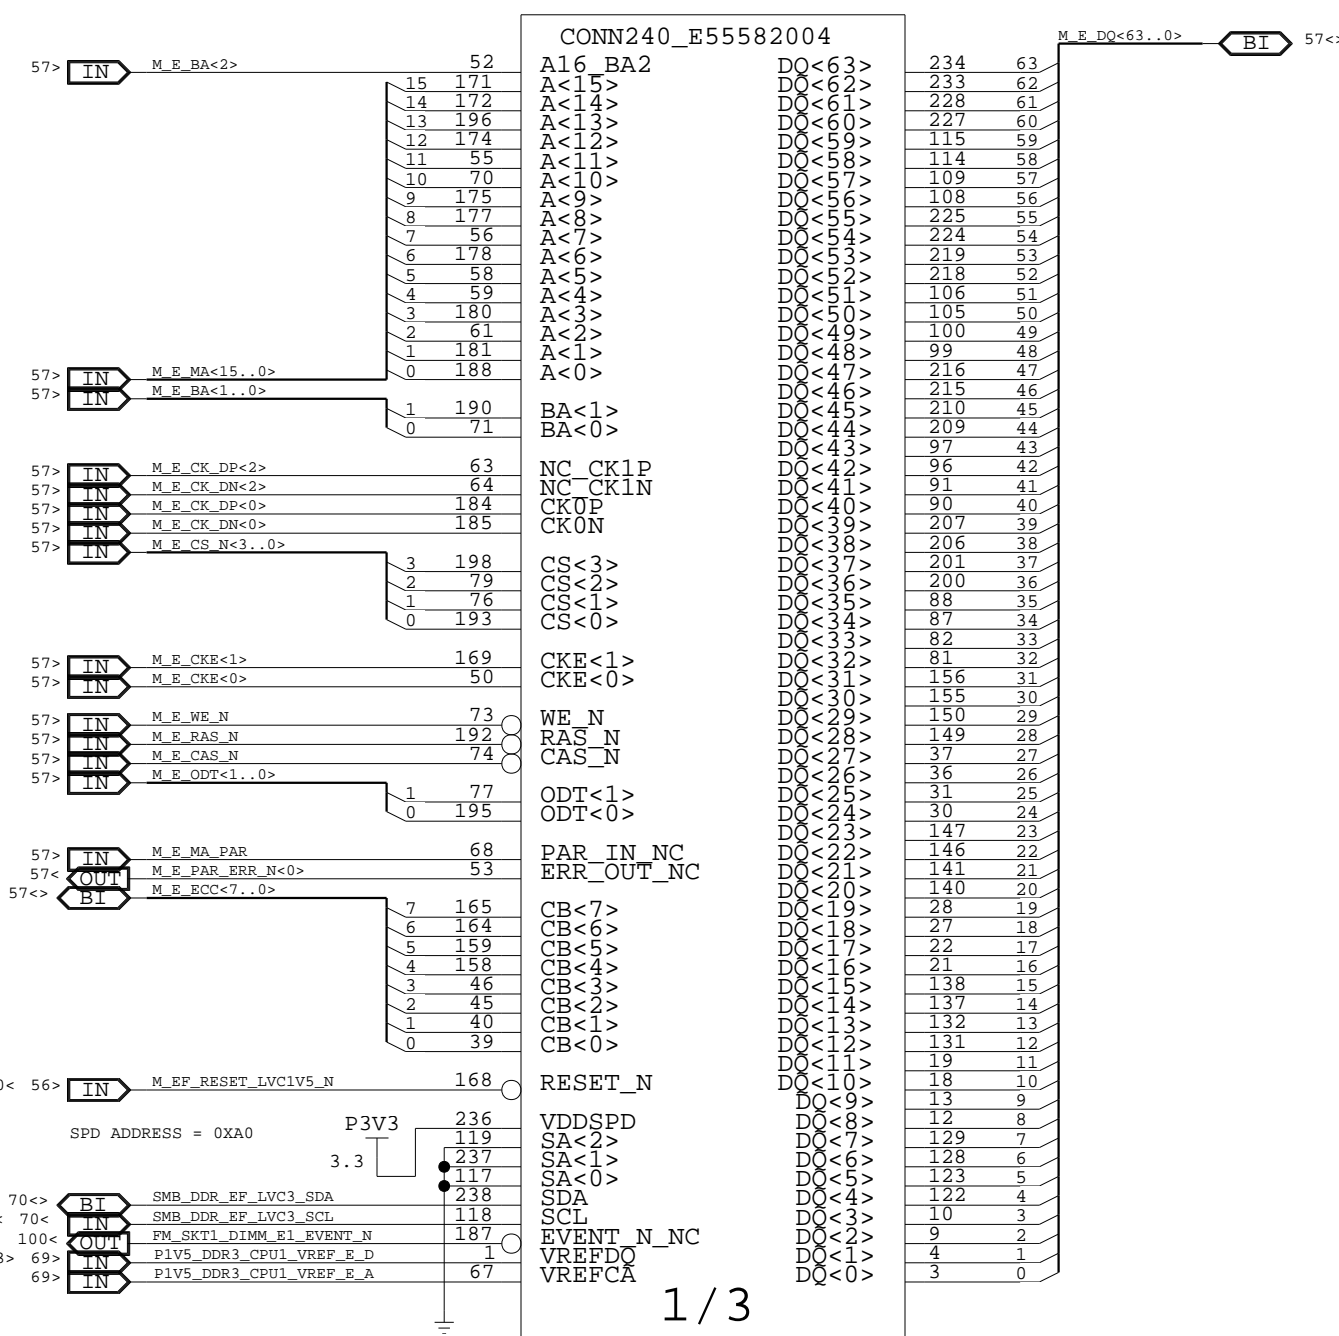 CONN240_E55582004
M_E_DQ<63..0> BI 57<>
57> IN M_E_BA<2> 52 A16_BA2 DQ<63> 234 63
15 171 A<15> DQ<62> 233 62
14 172 A<14> DQ<61> 228 61
13 196 A<13> DQ<60> 227 60
12 174 A<12> DQ<59> 115 59
11 55 A<11> DQ<58> 114 58
10 70 A<10> DQ<57> 109 57
9 175 A<9> DQ<56> 108 56
8 177 A<8> DQ<55> 225 55
7 56 A<7> DQ<54> 224 54
6 178 A<6> DQ<53> 219 53
5 58 A<5> DQ<52> 218 52
4 59 A<4> DQ<51> 106 51
3 180 A<3> DQ<50> 105 50
2 61 A<2> DQ<49> 100 49
1 181 A<1> DQ<48> 99 48
57> IN M_E_MA<15..0> 0 188 A<0> DQ<47> 216 47
57> IN M_E_BA<1..0> DQ<46> 215 46
1 190 BA<1> DQ<45> 210 45
0 71 BA<0> DQ<44> 209 44
DQ<43> 97 43
57> IN M_E_CK_DP<2> 63 NC_CK1P DQ<42> 96 42
57> IN M_E_CK_DN<2> 64 NC_CK1N DQ<41> 91 41
57> IN M_E_CK_DP<0> 184 CK0P DQ<40> 90 40
57> IN M_E_CK_DN<0> 185 CK0N DQ<39> 207 39
57> IN M_E_CS_N<3..0> DQ<38> 206 38
3 198 CS<3> DQ<37> 201 37
2 79 CS<2> DQ<36> 200 36
1 76 CS<1> DQ<35> 88 35
0 193 CS<0> DQ<34> 87 34
DQ<33> 82 33
57> IN M_E_CKE<1> 169 CKE<1> DQ<32> 81 32
57> IN M_E_CKE<0> 50 CKE<0> DQ<31> 156 31
DQ<30> 155 30
57> IN M_E_WE_N 73 WE_N DQ<29> 150 29
57> IN M_E_RAS_N 192 RAS_N DQ<28> 149 28
57> IN M_E_CAS_N 74 CAS_N DQ<27> 37 27
57> IN M_E_ODT<1..0> DQ<26> 36 26
1 77 ODT<1> DQ<25> 31 25
0 195 ODT<0> DQ<24> 30 24
DQ<23> 147 23
57> IN M_E_MA_PAR 68 PAR_IN_NC DQ<22> 146 22
57< OUT M_E_PAR_ERR_N<0> 53 ERR_OUT_NC DQ<21> 141 21
57<> BI M_E_ECC<7..0> DQ<20> 140 20
7 165 CB<7> DQ<19> 28 19
6 164 CB<6> DQ<18> 27 18
5 159 CB<5> DQ<17> 22 17
4 158 CB<4> DQ<16> 21 16
3 46 CB<3> DQ<15> 138 15
2 45 CB<2> DQ<14> 137 14
1 40 CB<1> DQ<13> 132 13
0 39 CB<0> DQ<12> 131 12
DQ<11> 19 11
0< 56> IN M_EF_RESET_LVC1V5_N 168 RESET_N DQ<10> 18 10
DQ<9> 13 9
P3V3 236 VDDSPD DQ<8> 12 8
SPD ADDRESS = 0XA0 119 SA<2> DQ<7> 129 7
3.3 237 SA<1> DQ<6> 128 6
117 SA<0> DQ<5> 123 5
70<> BI SMB_DDR_EF_LVC3_SDA 238 SDA DQ<4> 122 4
< 70< IN SMB_DDR_EF_LVC3_SCL 118 SCL DQ<3> 10 3
100< OUT FM_SKT1_DIMM_E1_EVENT_N 187 EVENT_N_NC DQ<2> 9 2
> 69> IN P1V5_DDR3_CPU1_VREF_E_D 1 VREFDQ DQ<1> 4 1
69> IN P1V5_DDR3_CPU1_VREF_E_A 67 VREFCA DQ<0> 3 0
1/3